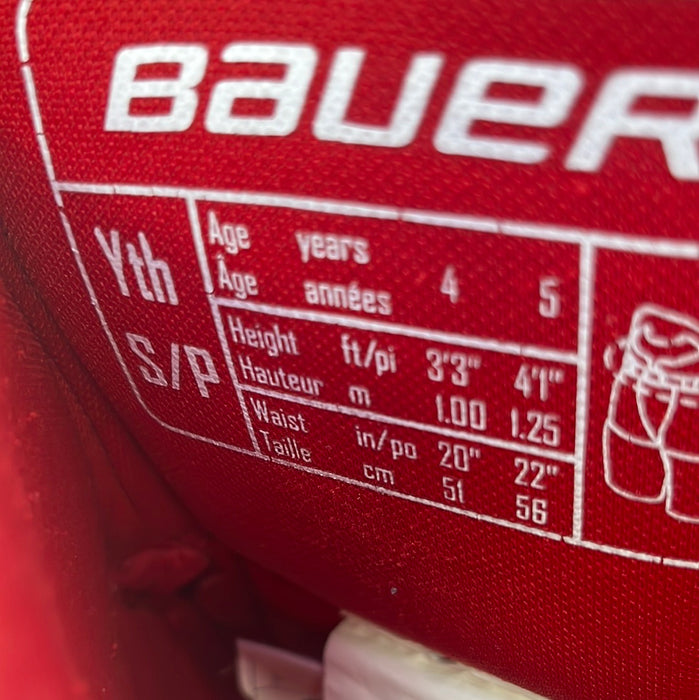 BAUER
Yth
S/P
Age years
Âge années 4 5
Height ft/pi 3'3" 4'1"
Hauteur m 1.00 1.25
Waist in/po 20" 22"
Taille cm 51 56